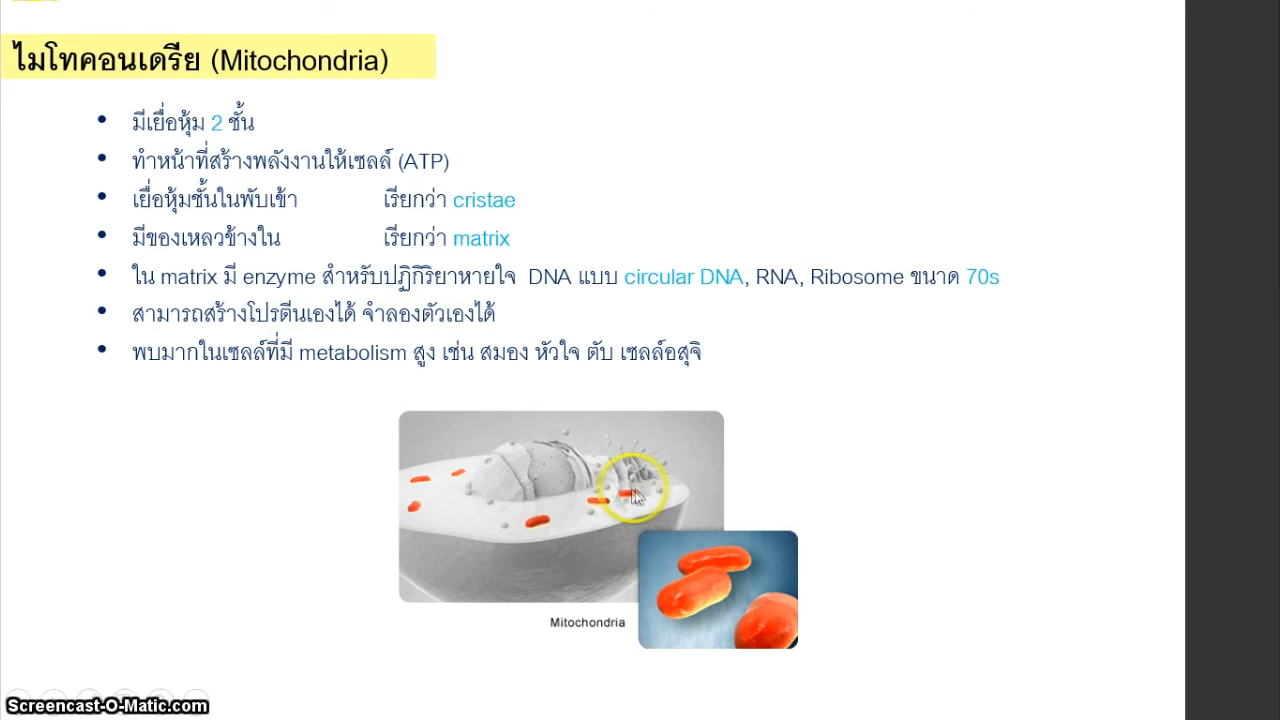 ไมโทคอนเดรีย (Mitochondria)
• มีเยื่อหุ้ม 2 ชั้น
• ทำหน้าที่สร้างพลังงานให้เซลล์ (ATP)
• เยื่อหุ้มชั้นในพับเข้า เรียกว่า cristae
• มีของเหลวข้างใน เรียกว่า matrix
• ใน matrix มี enzyme สำหรับปฏิกิริยาหายใจ DNA แบบ circular DNA, RNA, Ribosome ขนาด 70s
• สามารถสร้างโปรตีนเองได้ จำลองตัวเองได้
• พบมากในเซลล์ที่มี metabolism สูง เช่น สมอง หัวใจ ตับ เซลล์อสุจิ
Mitochondria
Screencast-O-Matic.com